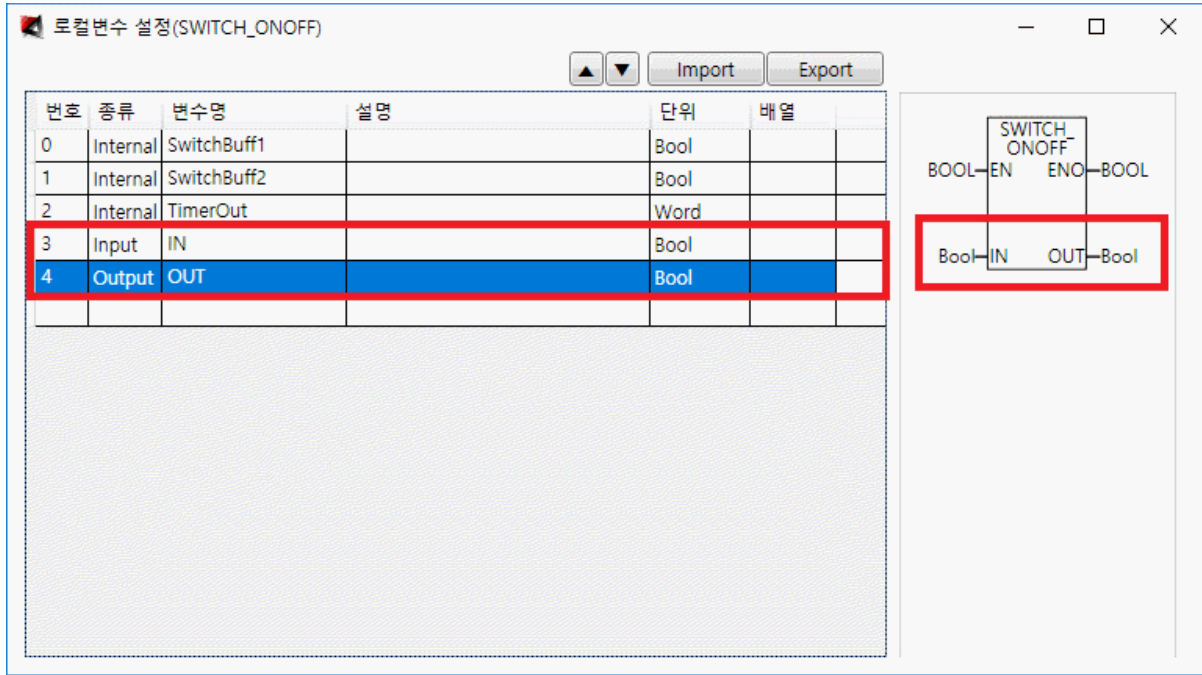 로컬변수 설정(SWITCH_ONOFF)
▲ ▼ Import Export
번호 종류 변수명 설명 단위 배열
0 Internal SwitchBuff1 Bool
1 Internal SwitchBuff2 Bool
2 Internal TimerOut Word
3 Input IN Bool
4 Output OUT Bool
SWITCH_
ONOFF
BOOL EN ENO BOOL
Bool IN OUT Bool